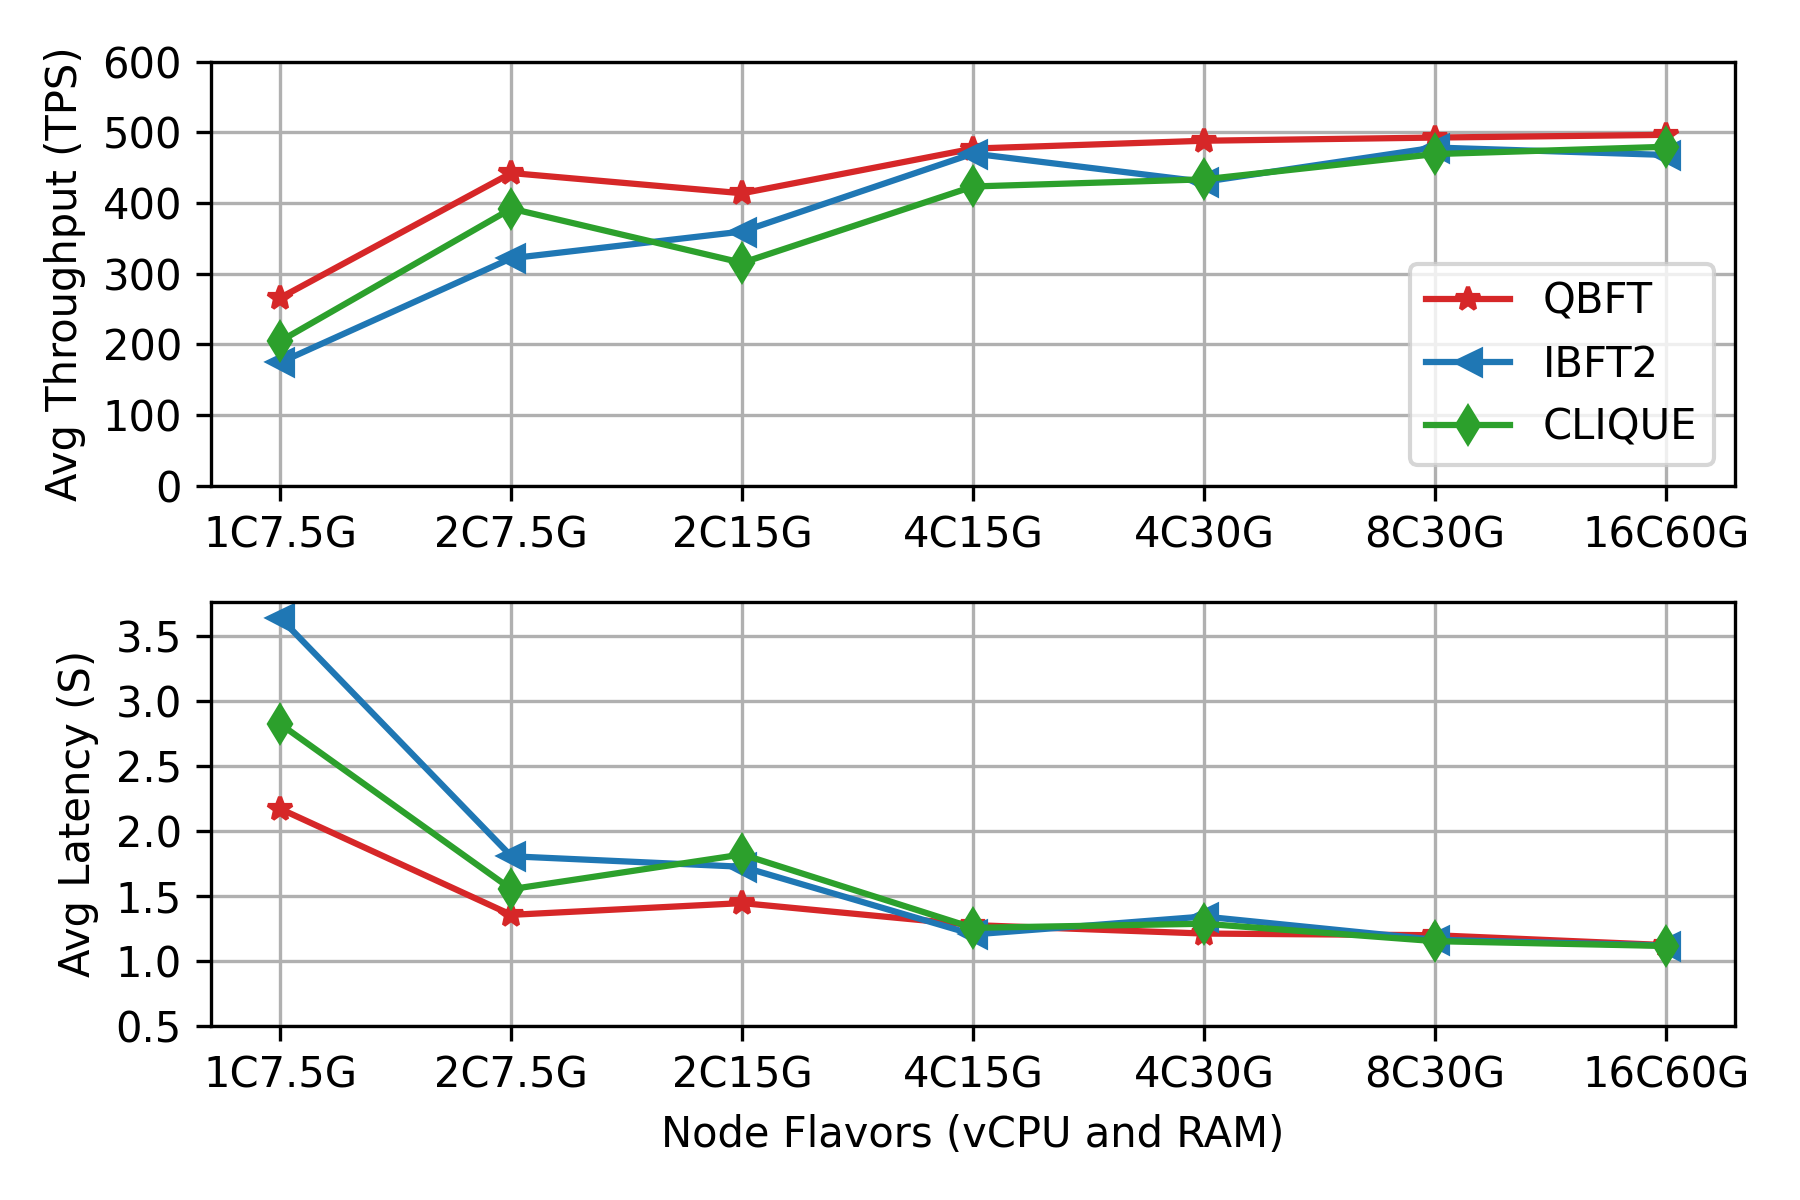 Avg Throughput (TPS)
600
500
400
300
200
100
0
QBFT
IBFT2
CLIQUE
1C7.5G 2C7.5G 2C15G 4C15G 4C30G 8C30G 16C60G
Avg Latency (S)
3.5
3.0
2.5
2.0
1.5
1.0
0.5
1C7.5G 2C7.5G 2C15G 4C15G 4C30G 8C30G 16C60G
Node Flavors (vCPU and RAM)